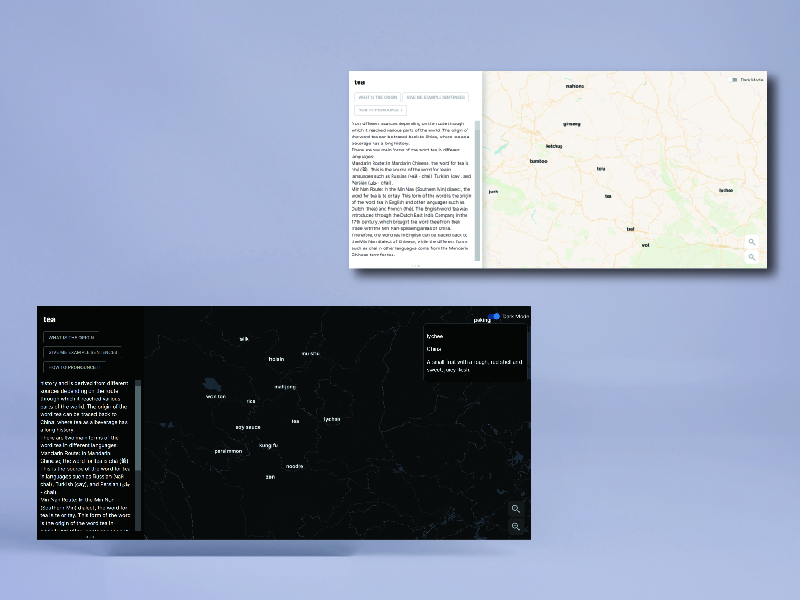 tea
Dark Mode
WHAT IS THE ORIGIN
GIVE ME EXAMPLE SENTENCES
HOW TO PRONOUNCE
from different sources depending on the route through
which it reached various parts of the world. The origin of
the word tea can be traced back to China, where tea as a
beverage has a long history.
There are two main forms of the word tea in different
languages:
Mandarin Route: In Mandarin Chinese, the word for tea is
This is the source of the word for tea in
languages such as Russian (чай - chai), Turkish (çay), and
Persian (چای - chai).
Min Nan Route: In the Min Nan (Southern Min) dialect, the
word for tea is te or tay. This form of the word is the origin
of the word tea in English and other languages such as
Dutch (thee) and French (thé). The English tea was
introduced through the Dutch East India Company in the
17th century, which brought the word thee from their
trade with the Min Nan-speaking areas of China.
Therefore, the word tea in English can be traced back to
the Min Nan dialect of Chinese, while the different forms
such as chai in other languages come from the Mandarin
Chinese term for tea.
nahona
ginseng
ketchup
bamboo
tofu
junk
tea
lychee
typhoon
tea
wok
tea
WHAT IS THE ORIGIN
GIVE ME EXAMPLE SENTENCES
HOW TO PRONOUNCE
history and is derived from different
sources depending on the route
through which it reached various
parts of the world. The origin of the
word tea can be traced back to
China, where tea as a beverage has
a long history.
There are two main forms of the
word tea in different languages:
Mandarin Route: In Mandarin
Chinese, the word for tea is chá (茶).
This is the source of the word for tea
in languages such as Russian (чай -
chai), Turkish (çay), and Persian (چای
- chai).
Min Nan Route: In the Min Nan
(Southern Min) dialect, the word for
tea is te or tay. This form of the word
is the origin of the word tea in
peking
Dark Mode
silk
mu shu
hoisin
mahjong
won ton
rice
lychee
tea
soy sauce
kung fu
persimmon
noodle
zen
lychee
China
A small fruit with a rough, red shell and
sweet, juicy flesh.